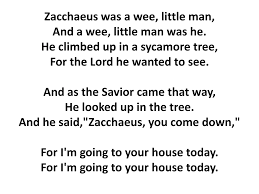 Zacchaeus was a wee, little man,
And a wee, little man was he.
He climbed up in a sycamore tree,
For the Lord he wanted to see.

And as the Savior came that way,
He looked up in the tree.
And he said,"Zacchaeus, you come down,"

For I'm going to your house today.
For I'm going to your house today.